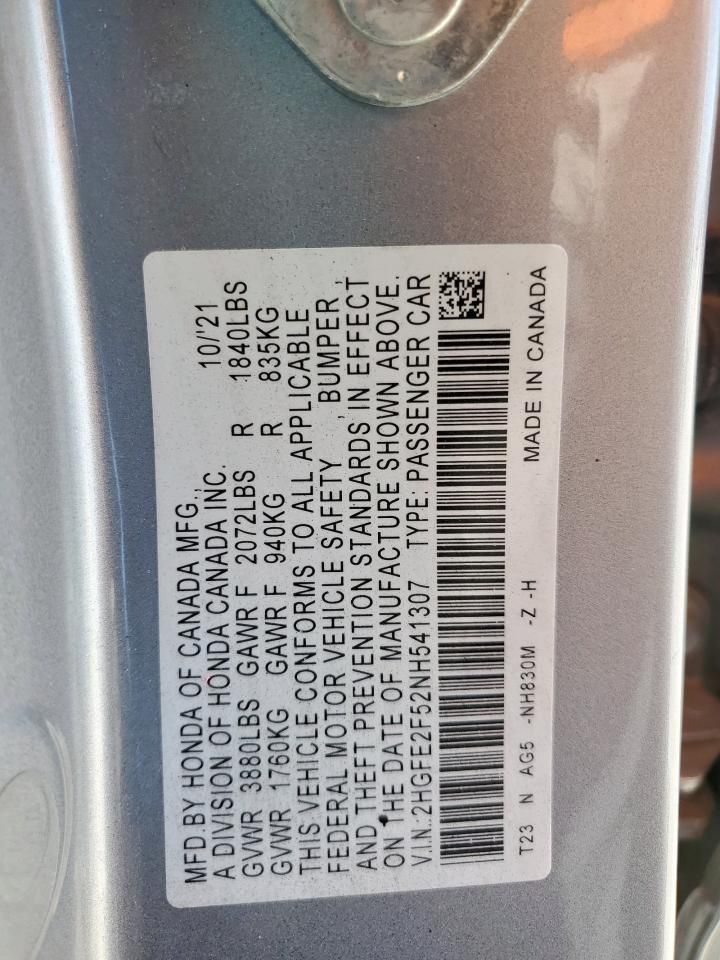 MFD.BY HONDA OF CANADA MFG., 10/'21
A DIVISION OF HONDA CANADA INC.
GVWR 3880LBS GAWR F 2072LBS R 1840LBS
GVWR 1760KG GAWR F 940KG R 835KG
THIS VEHICLE CONFORMS TO ALL APPLICABLE
FEDERAL MOTOR VEHICLE SAFETY, BUMPER,
AND THEFT PREVENTION STANDARDS IN EFFECT
ON THE DATE OF MANUFACTURE SHOWN ABOVE.
V.I.N.:2HGFE2F52NH541307 TYPE: PASSENGER CAR
T23 N AG5 -NH830M -Z -H MADE IN CANADA